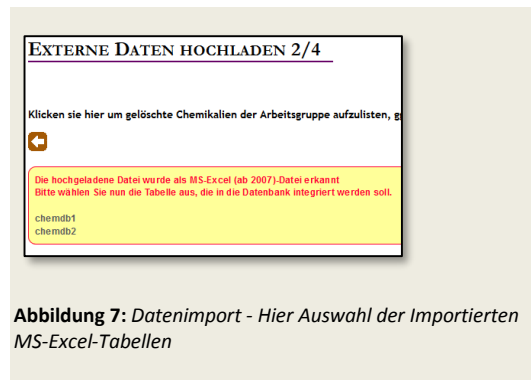 EXTERNE DATEN HOCHLADEN 2/4
Klicken sie hier um gelöschte Chemikalien der Arbeitsgruppe aufzulisten,
Die hochgeladene Datei wurde als MS-Excel (ab 2007)-Datei erkannt
Bitte wählen Sie nun die Tabelle aus, die in die Datenbank integriert werden soll.
chemdb1
chemdb2
Abbildung 7: Datenimport - Hier Auswahl der Importierten
MS-Excel-Tabellen